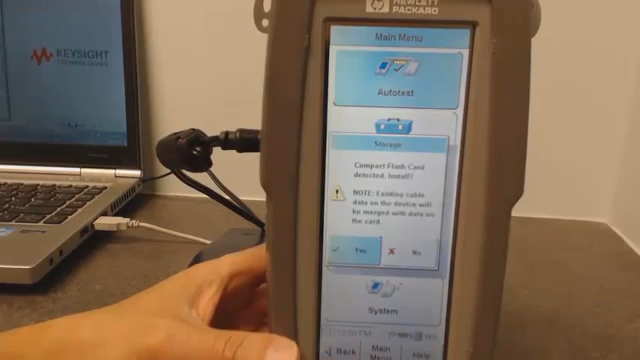 KEYSIGHT
TECHNOLOGIES
hp HEWLETT
PACKARD
Main Menu
Autotest
Storage
Compact Flash Card
detected. Install?
NOTE: Existing cable
data on the device will
be merged with data on
the card.
Yes
No
System
Back
Main
Menu
Help